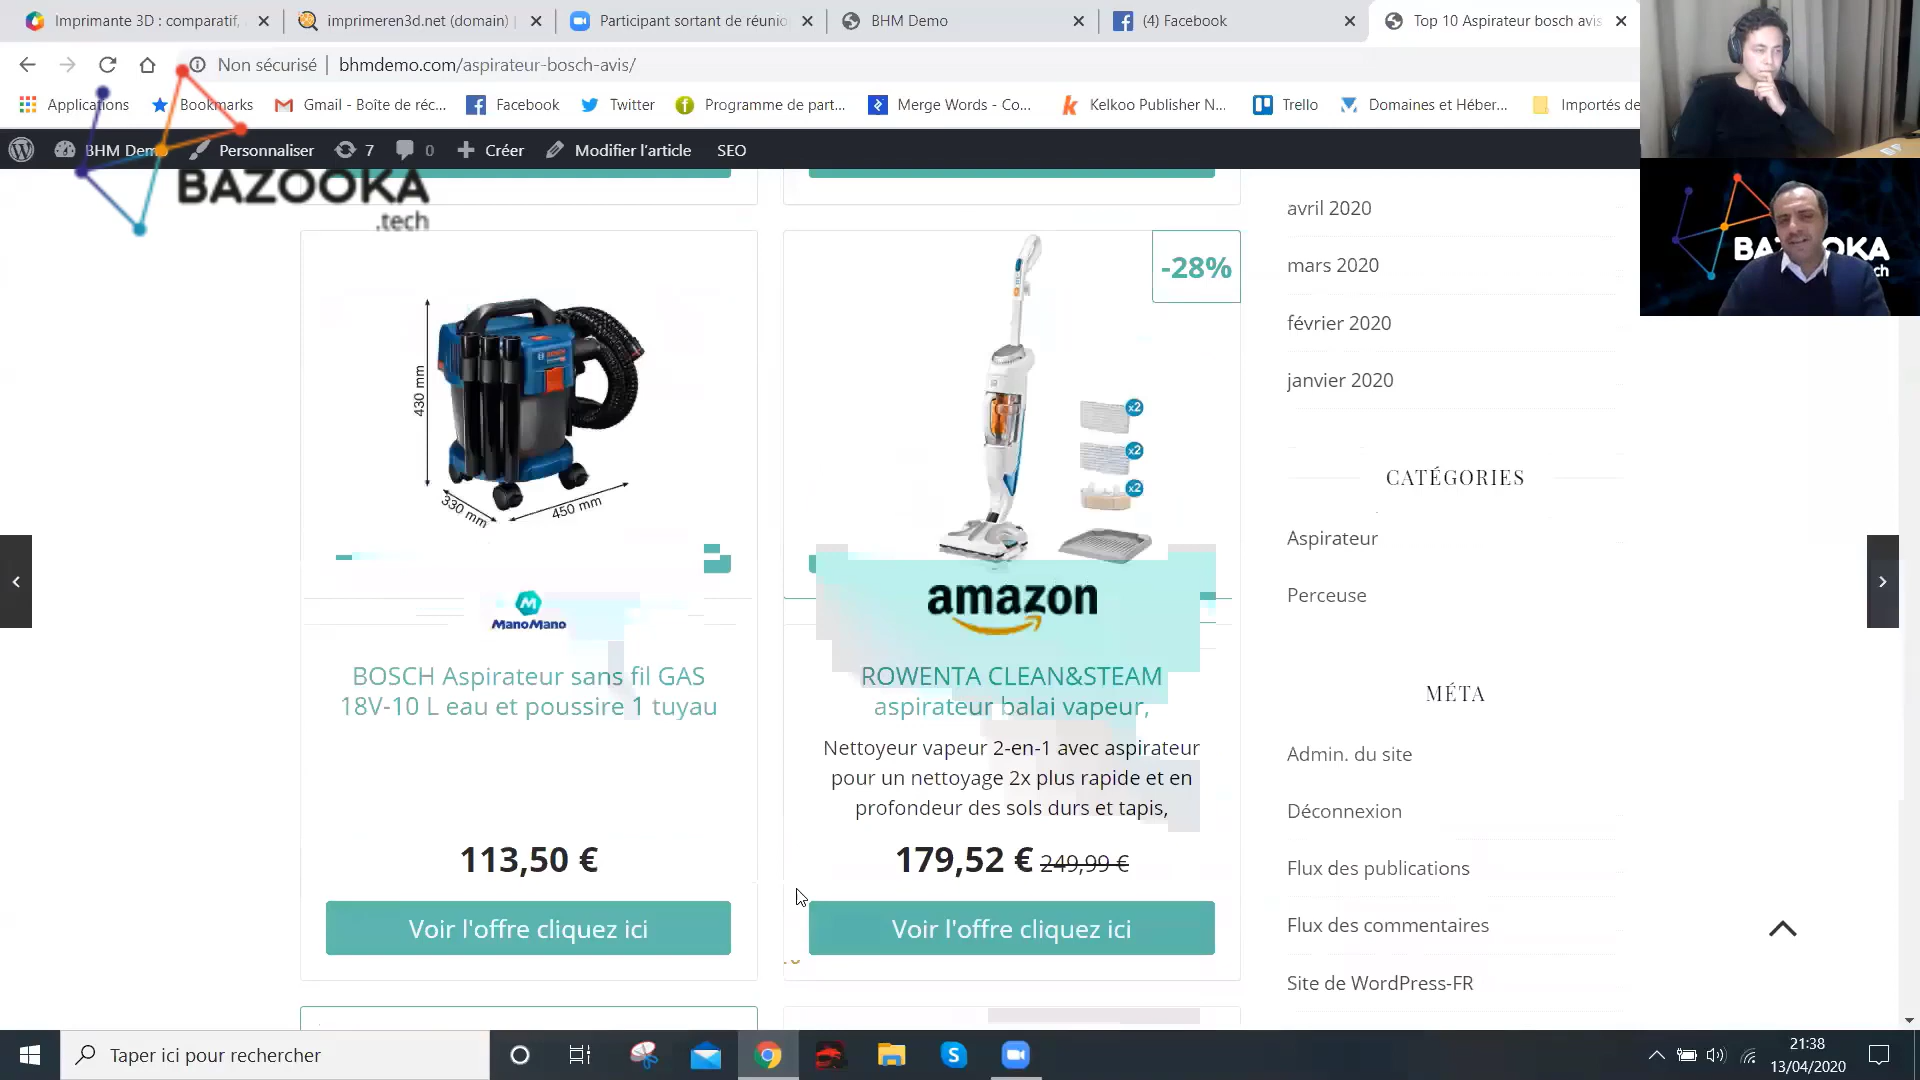 Imprimante 3D : comparatif,
imprimeren3d.net (domain)
Participant sortant de réunio
BHM Demo
(4) Facebook
Top 10 Aspirateur bosch avis
Non sécurisé
bhmdemo.com/aspirateur-bosch-avis/
Applications
Bookmarks
Gmail - Boîte de réc...
Facebook
Twitter
Programme de part...
Merge Words - Co...
Kelkoo Publisher N...
Trello
Domaines et Héber...
Importés de
BHM Demo
Personnaliser
7
0
Créer
Modifier l'article
SEO
BAZOOKA
.tech
BAZOOKA
avril 2020
mars 2020
février 2020
janvier 2020
CATÉGORIES
Aspirateur
Perceuse
MÉTA
Admin. du site
Déconnexion
Flux des publications
Flux des commentaires
Site de WordPress-FR
430 mm
330 mm
450 mm
BOSCH
ManoMano
BOSCH Aspirateur sans fil GAS
18V-10 L eau et poussire 1 tuyau
113,50 €
Voir l'offre cliquez ici
-28%
x2
x2
x2
amazon
ROWENTA CLEAN&STEAM
aspirateur balai vapeur,
Nettoyeur vapeur 2-en-1 avec aspirateur
pour un nettoyage 2x plus rapide et en
profondeur des sols durs et tapis,
179,52 € 249,99 €
Voir l'offre cliquez ici
Taper ici pour rechercher
21:38
13/04/2020